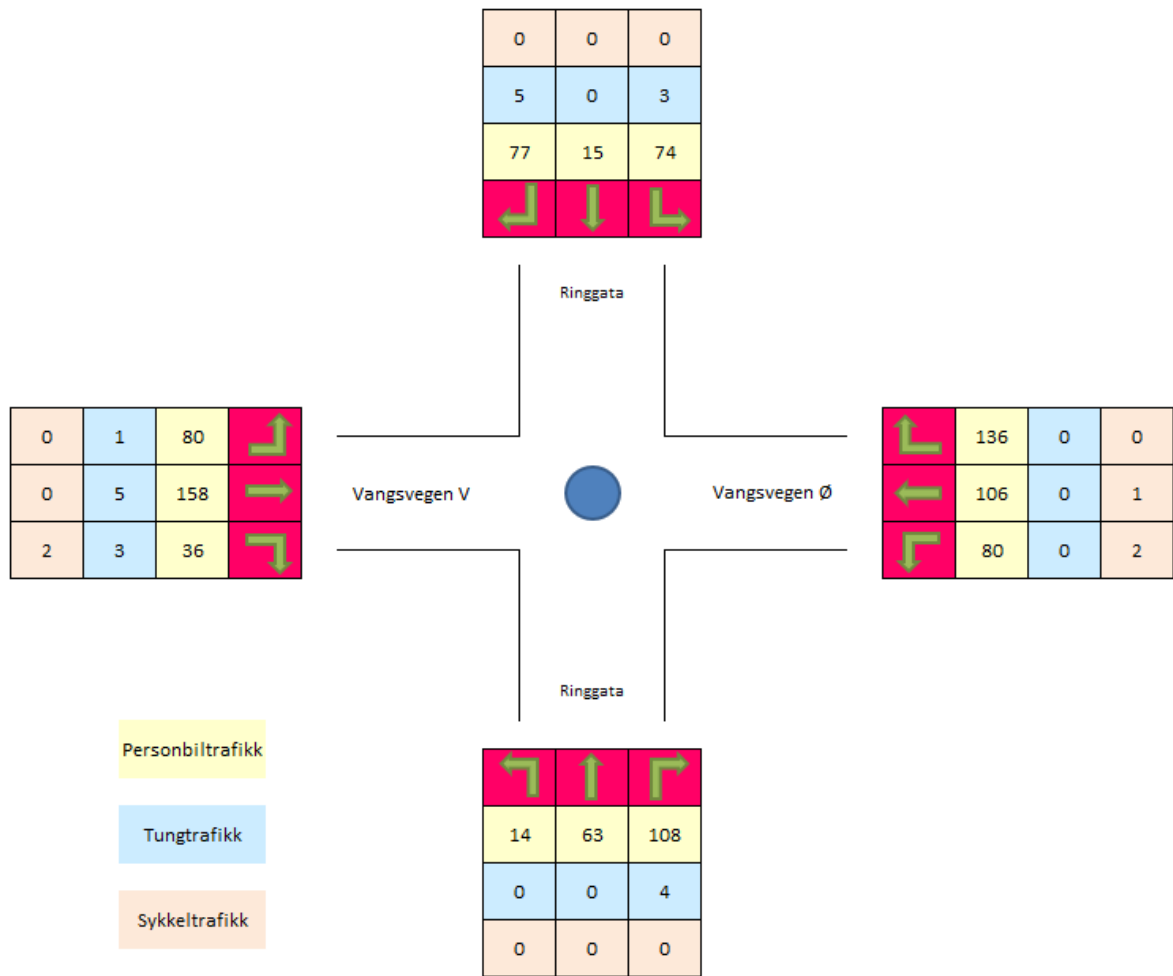 0 0 0
5 0 3
77 15 74
Ringgata
0 1 80
0 5 158
2 3 36
Vangsvegen V
Vangsvegen Ø
136 0 0
106 0 1
80 0 2
Ringgata
14 63 108
0 0 4
0 0 0
Personbiltrafikk
Tungtrafikk
Sykkeltrafikk